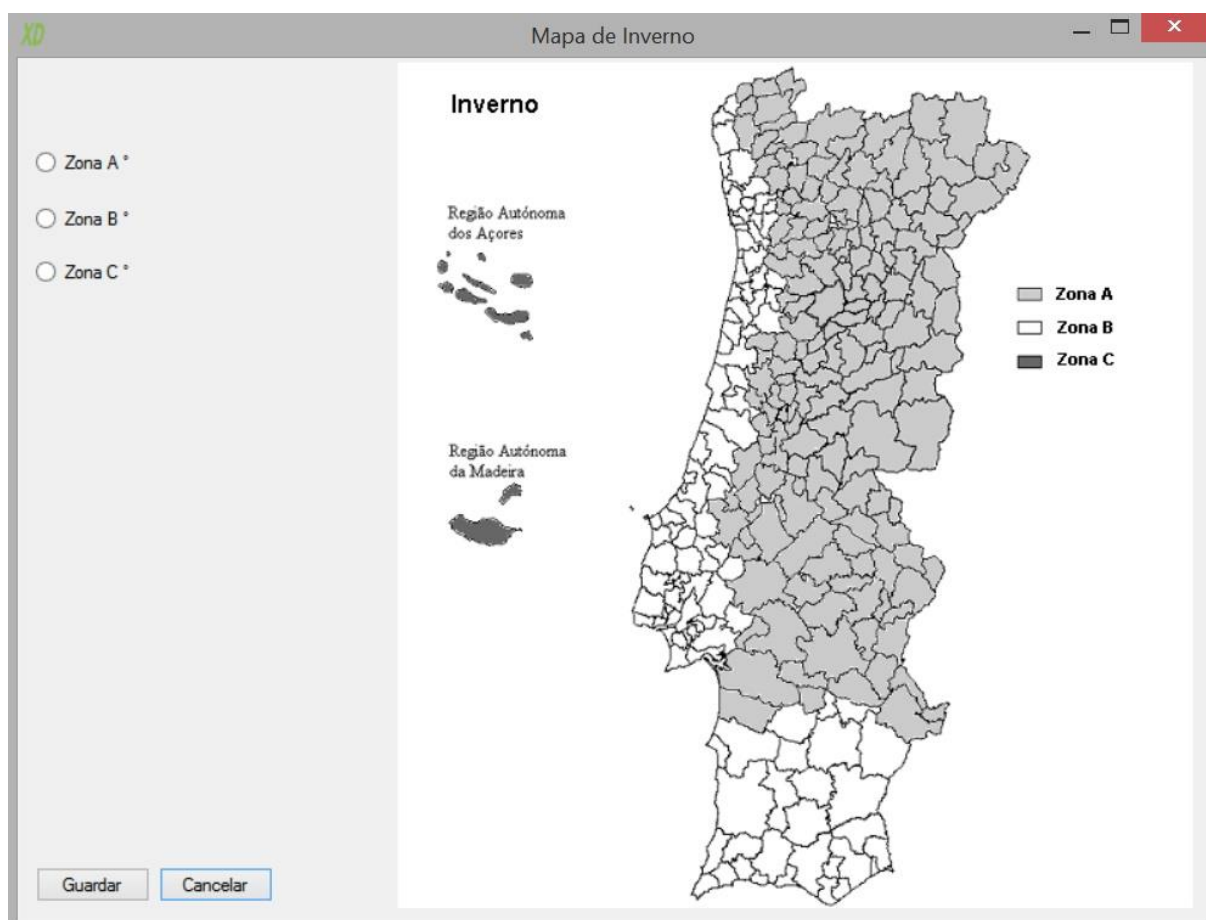 XD
Mapa de Inverno
Zona A °
Zona B °
Zona C °
Guardar
Cancelar
Inverno
Região Autónoma
dos Açores
Região Autónoma
da Madeira
Zona A
Zona B
Zona C